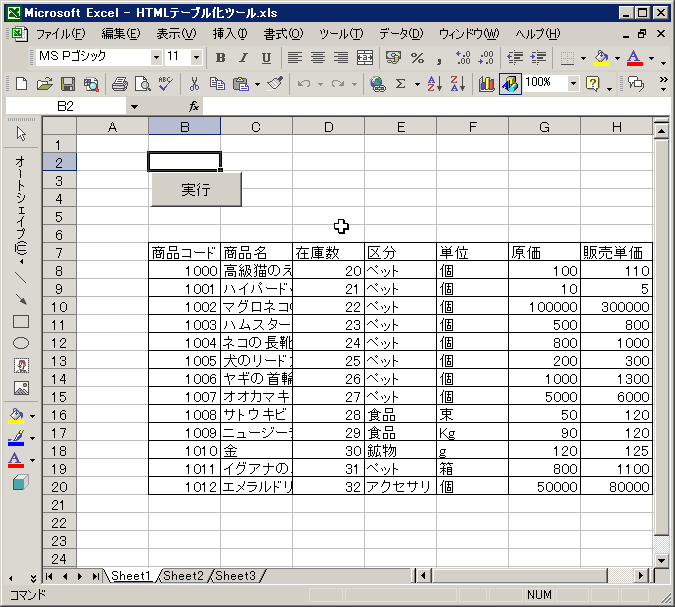 Microsoft Excel - HTMLテーブル化ツール.xls
ファイル(F) 編集(E) 表示(V) 挿入(I) 書式(O) ツール(T) データ(D) ウィンドウ(W) ヘルプ(H)
MS Pゴシック 11 B I U %
ABC Σ 100%
B2 fx
オートシェイプ(U)
A B C D E F G H
1
2
3 実行
4
5
6
7 商品コード 商品名 在庫数 区分 単位 原価 販売単価
8 1000 高級猫のえ 20 ペット 個 100 110
9 1001 ハイパード 21 ペット 個 10 5
10 1002 マグロネコの 22 ペット 個 100000 300000
11 1003 ハムスター 23 ペット 個 500 800
12 1004 ネコの長靴 24 ペット 個 800 1000
13 1005 犬のリード 25 ペット 個 200 300
14 1006 ヤギの首輪 26 ペット 個 1000 1300
15 1007 オオカマキ 27 ペット 個 5000 6000
16 1008 サトウキビ 28 食品 束 50 120
17 1009 ニュージー 29 食品 Kg 90 120
18 1010 金 30 鉱物 g 120 125
19 1011 イグアナの 31 ペット 箱 800 1100
20 1012 エメラルドリ 32 アクセサリ 個 50000 80000
21
22
23
24
Sheet1 Sheet2 Sheet3
コマンド NUM